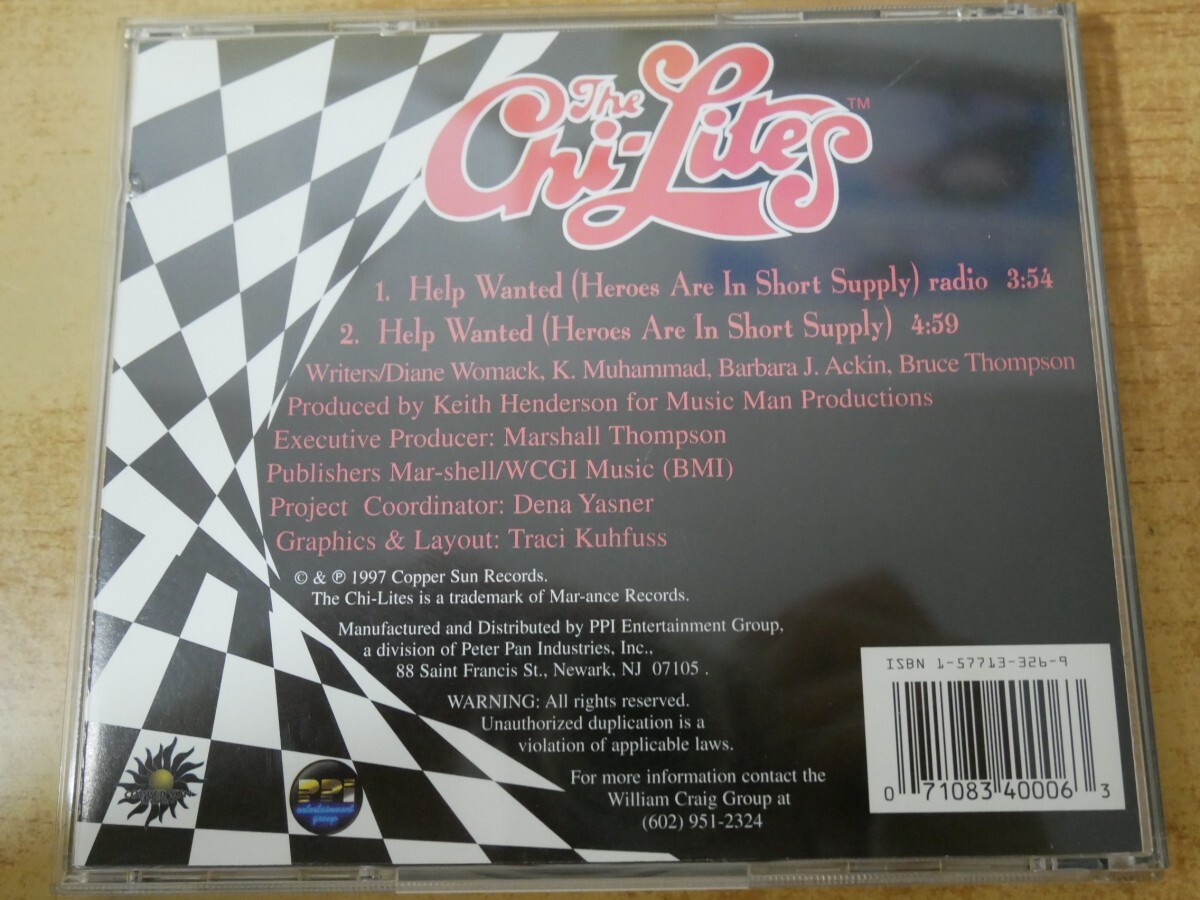 The
Chi-Lites™
1. Help Wanted (Heroes Are In Short Supply) radio 3:54
2. Help Wanted (Heroes Are In Short Supply) 4:59
Writers/Diane Womack, K. Muhammad, Barbara J. Ackin, Bruce Thompson
Produced by Keith Henderson for Music Man Productions
Executive Producer: Marshall Thompson
Publishers Mar-shell/WCGI Music (BMI)
Project Coordinator: Dena Yasner
Graphics & Layout: Traci Kuhfuss
© & ℗ 1997 Copper Sun Records.
The Chi-Lites is a trademark of Mar-ance Records.
Manufactured and Distributed by PPI Entertainment Group,
a division of Peter Pan Industries, Inc.,
88 Saint Francis St., Newark, NJ 07105 .
WARNING: All rights reserved.
Unauthorized duplication is a
violation of applicable laws.
For more information contact the
William Craig Group at
(602) 951-2324
ISBN 1-57713-326-9
0 71083 40006 3
PPI
entertainment
group